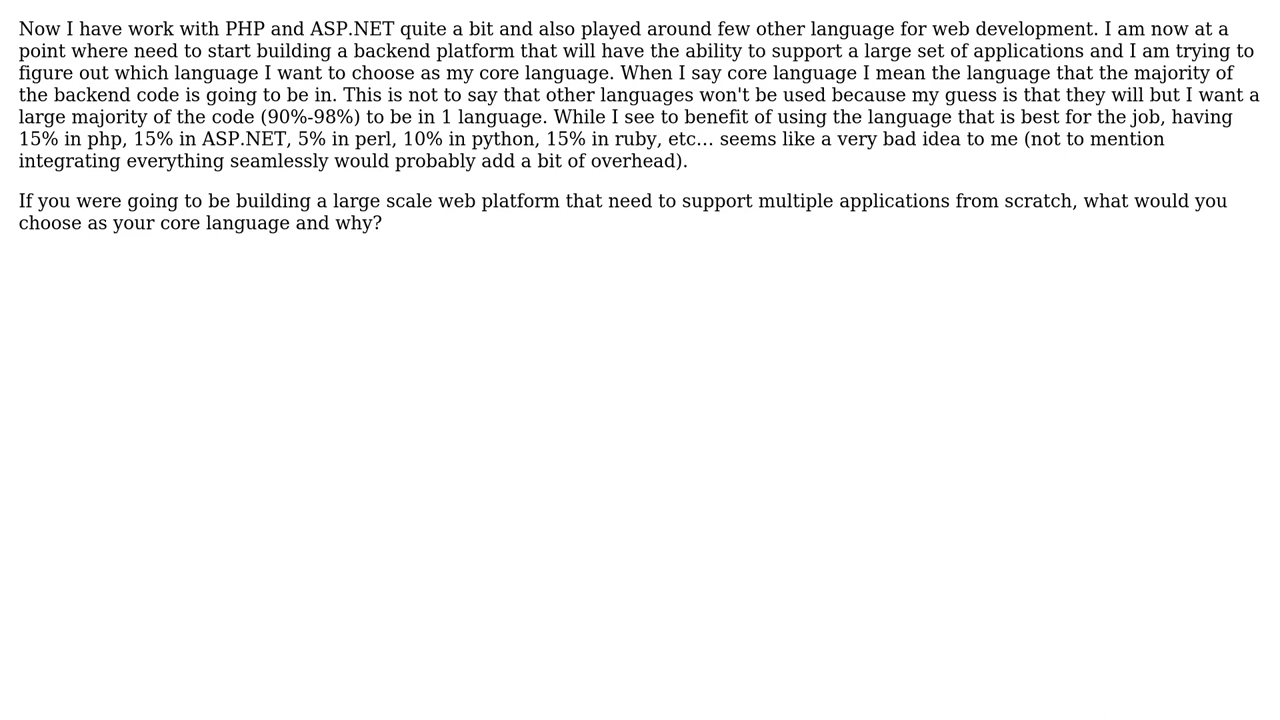 Now I have work with PHP and ASP.NET quite a bit and also played around few other language for web development. I am now at a
point where need to start building a backend platform that will have the ability to support a large set of applications and I am trying to
figure out which language I want to choose as my core language. When I say core language I mean the language that the majority of
the backend code is going to be in. This is not to say that other languages won't be used because my guess is that they will but I want a
large majority of the code (90%-98%) to be in 1 language. While I see to benefit of using the language that is best for the job, having
15% in php, 15% in ASP.NET, 5% in perl, 10% in python, 15% in ruby, etc... seems like a very bad idea to me (not to mention
integrating everything seamlessly would probably add a bit of overhead).
If you were going to be building a large scale web platform that need to support multiple applications from scratch, what would you
choose as your core language and why?